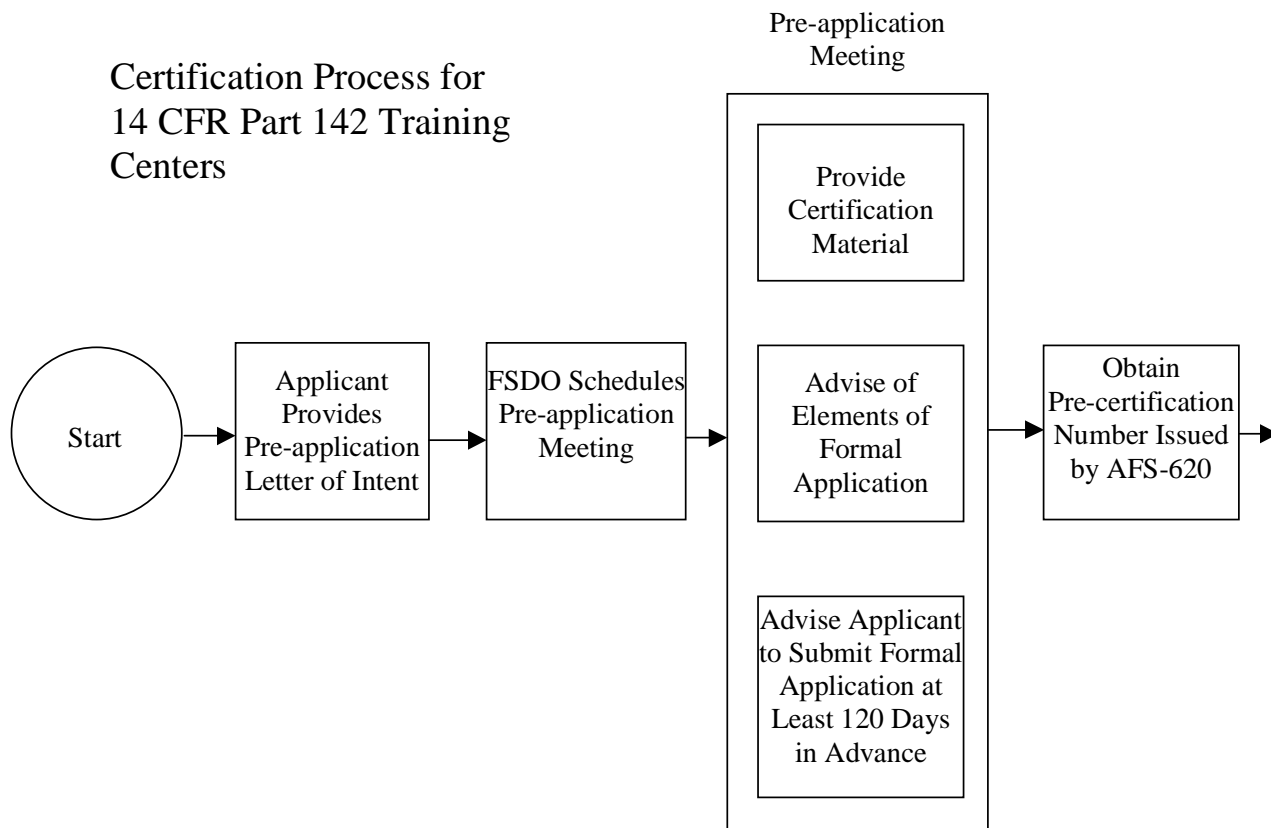 Certification Process for
14 CFR Part 142 Training
Centers
Start
Applicant
Provides
Pre-application
Letter of Intent
FSDO Schedules
Pre-application
Meeting
Pre-application
Meeting
Provide
Certification
Material
Advise of
Elements of
Formal
Application
Advise Applicant
to Submit Formal
Application at
Least 120 Days
in Advance
Obtain
Pre-certification
Number Issued
by AFS-620